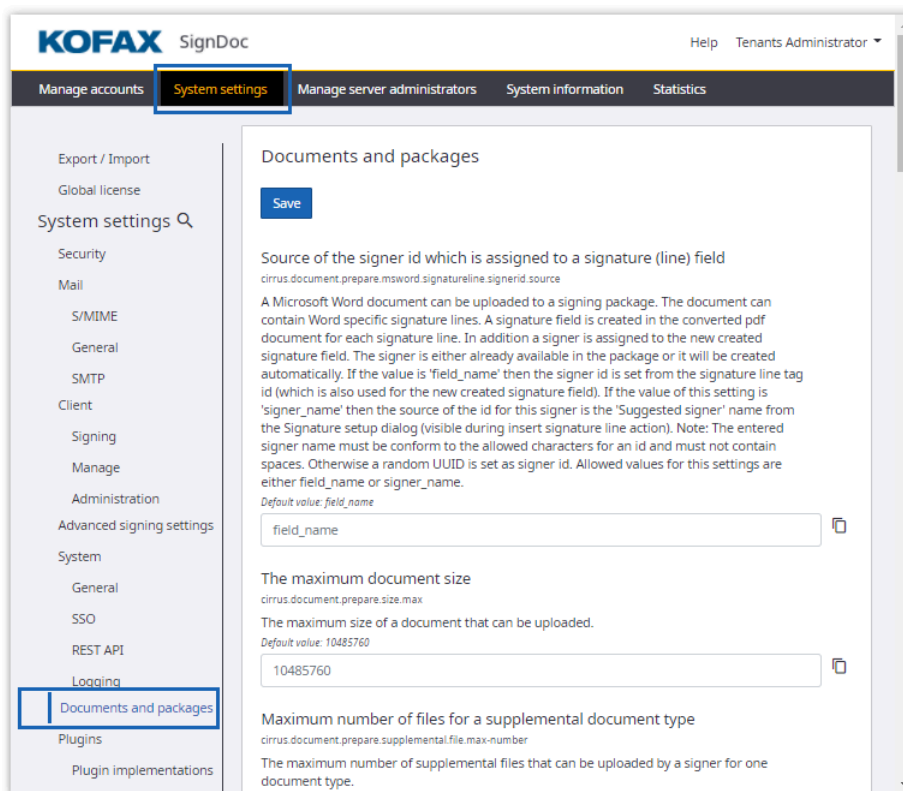 KOFAX SignDoc
Help Tenants Administrator
Manage accounts System settings Manage server administrators System information Statistics
Export / Import
Global license
System settings
Security
Mail
S/MIME
General
SMTP
Client
Signing
Manage
Administration
Advanced signing settings
System
General
SSO
REST API
Logging
Documents and packages
Plugins
Plugin implementations
Documents and packages
Save
Source of the signer id which is assigned to a signature (line) field
cirrus.document.prepare.msword.signatureline.signerid.source
A Microsoft Word document can be uploaded to a signing package. The document can
contain Word specific signature lines. A signature field is created in the converted pdf
document for each signature line. In addition a signer is assigned to the new created
signature field. The signer is either already available in the package or it will be created
automatically. If the value is 'field_name' then the signer id is set from the signature line tag
id (which is also used for the new created signature field). If the value of this setting is
'signer_name' then the source of the id for this signer is the 'Suggested signer' name from
the Signature setup dialog (visible during insert signature line action). Note: The entered
signer name must be conform to the allowed characters for an id and must not contain
spaces. Otherwise a random UUID is set as signer id. Allowed values for this settings are
either field_name or signer_name.
Default value: field_name
field_name
The maximum document size
cirrus.document.prepare.size.max
The maximum size of a document that can be uploaded.
Default value: 10485760
10485760
Maximum number of files for a supplemental document type
cirrus.document.prepare.supplemental.file.max-number
The maximum number of supplemental files that can be uploaded by a signer for one
document type.